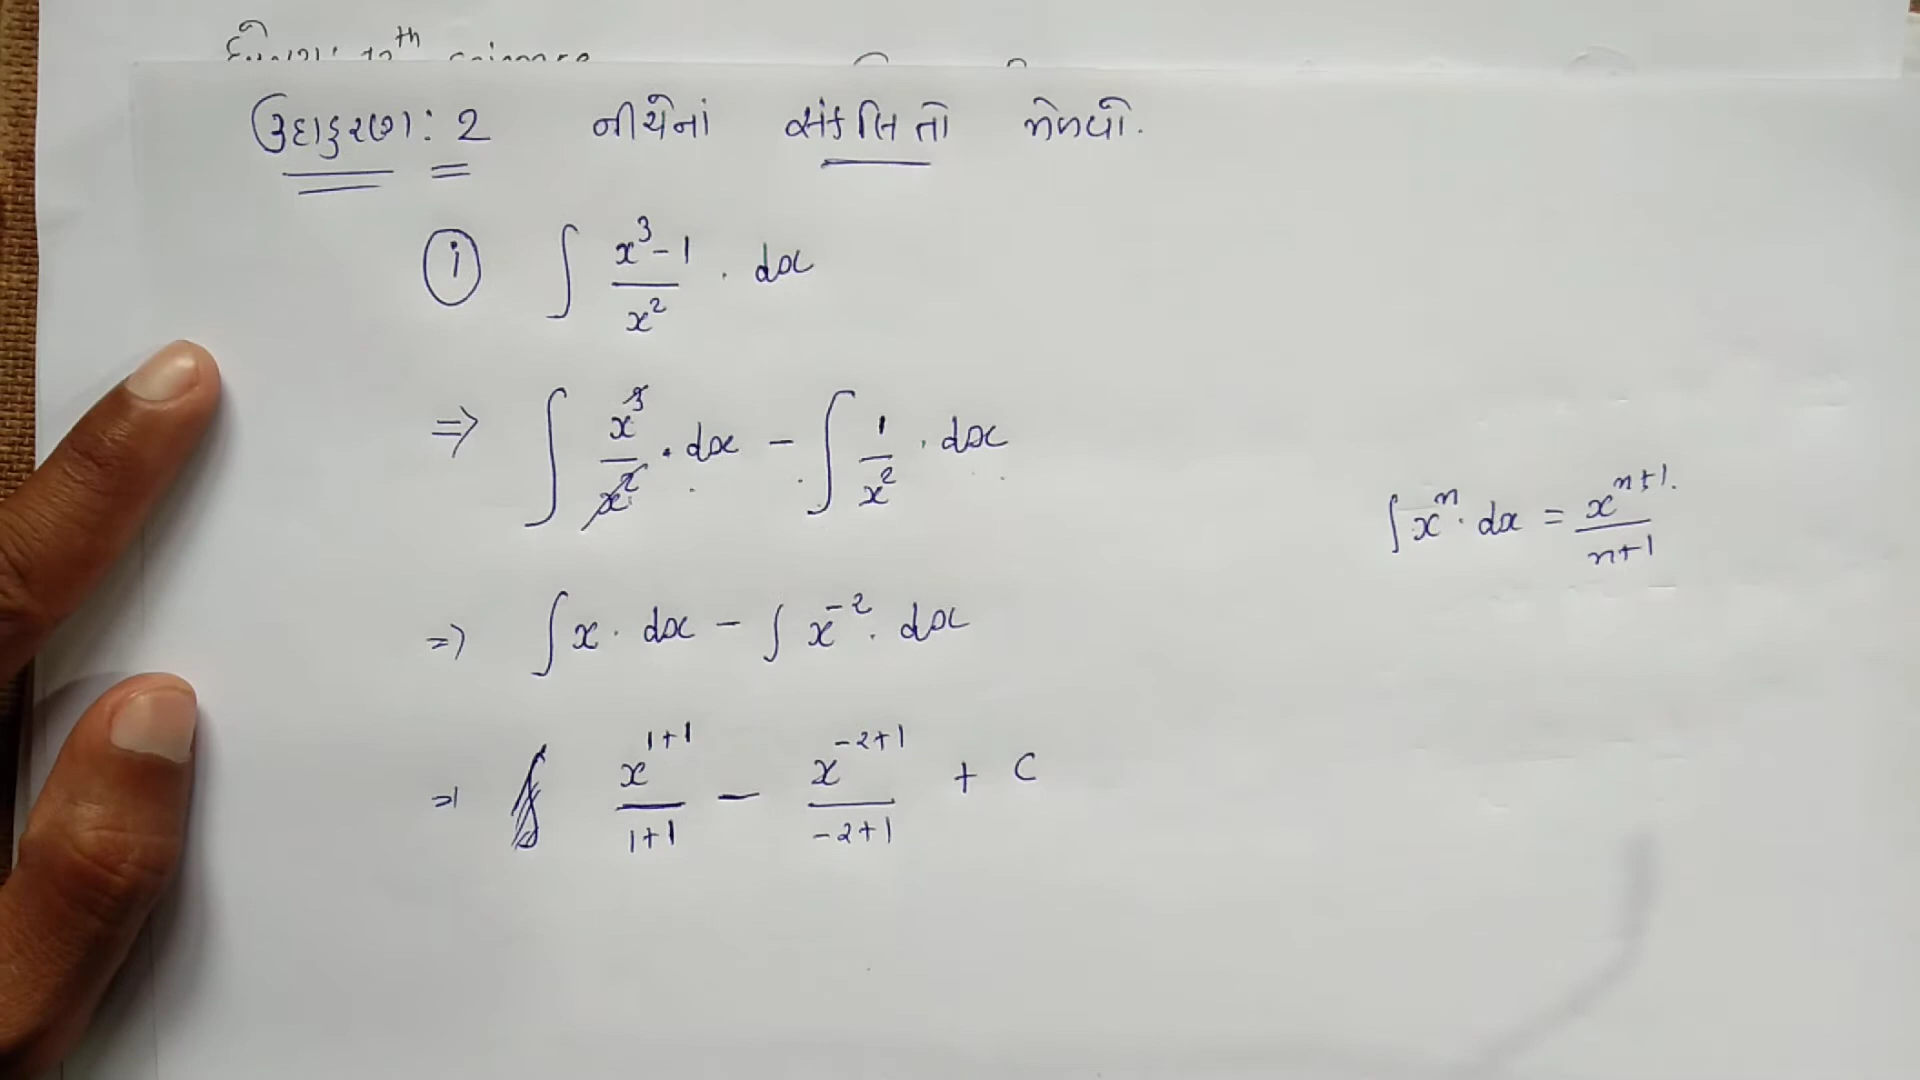 ઉદાહરણ : 2 નીચેનાં સંકલિતો મેળવો.
(i) ∫ (x³-1)/x² . dx
⇒ ∫ x³/x² . dx - ∫ 1/x² . dx
∫ xⁿ . dx = xⁿ⁺¹/(n+1)
⇒ ∫ x . dx - ∫ x⁻² . dx
⇒ x¹⁺¹/(1+1) - x⁻²⁺¹/(-2+1) + C